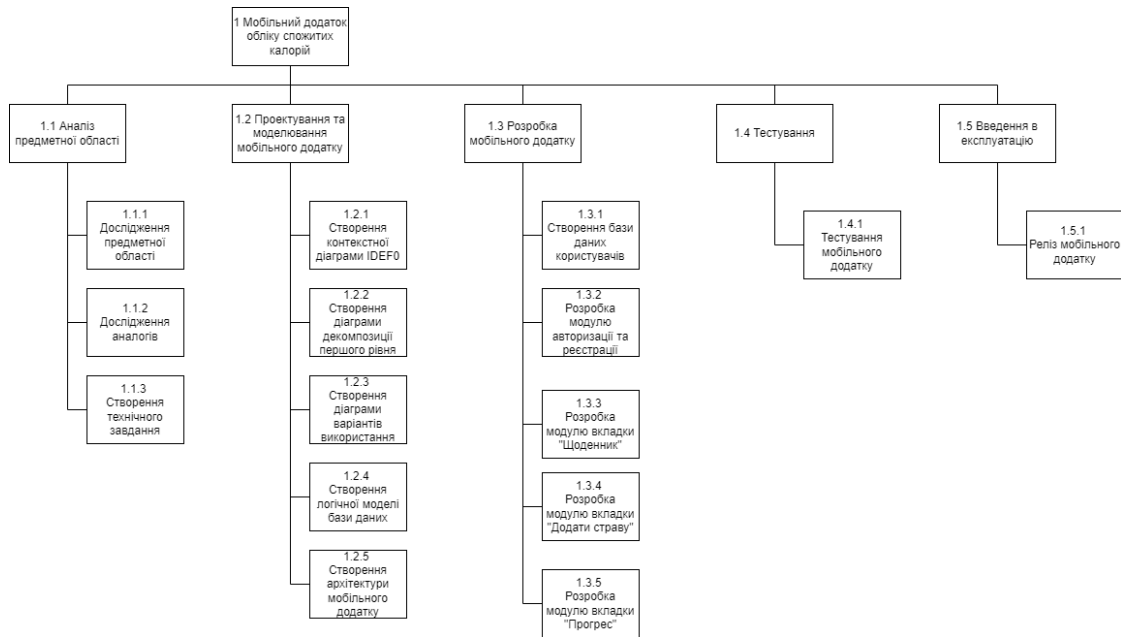 1 Мобільний додаток
обліку спожитих
калорій
1.1 Аналіз
предметної області
1.2 Проектування та
моделювання
мобільного додатку
1.3 Розробка
мобільного додатку
1.4 Тестування
1.5 Введення в
експлуатацію
1.1.1
Дослідження
предметної
області
1.1.2
Дослідження
аналогів
1.1.3
Створення
технічного
завдання
1.2.1
Створення
контекстної
діаграми IDEF0
1.2.2
Створення
діаграми
декомпозиції
першого рівня
1.2.3
Створення
діаграми
варіантів
використання
1.2.4
Створення
логічної моделі
бази даних
1.2.5
Створення
архітектури
мобільного
додатку
1.3.1
Створення бази
даних
користувачів
1.3.2
Розробка
модулю
авторизації та
реєстрації
1.3.3
Розробка
модулю вкладки
"Щоденник"
1.3.4
Розробка
модулю вкладки
"Додати страву"
1.3.5
Розробка
модулю вкладки
"Прогрес"
1.4.1
Тестування
мобільного
додатку
1.5.1
Реліз мобільного
додатку